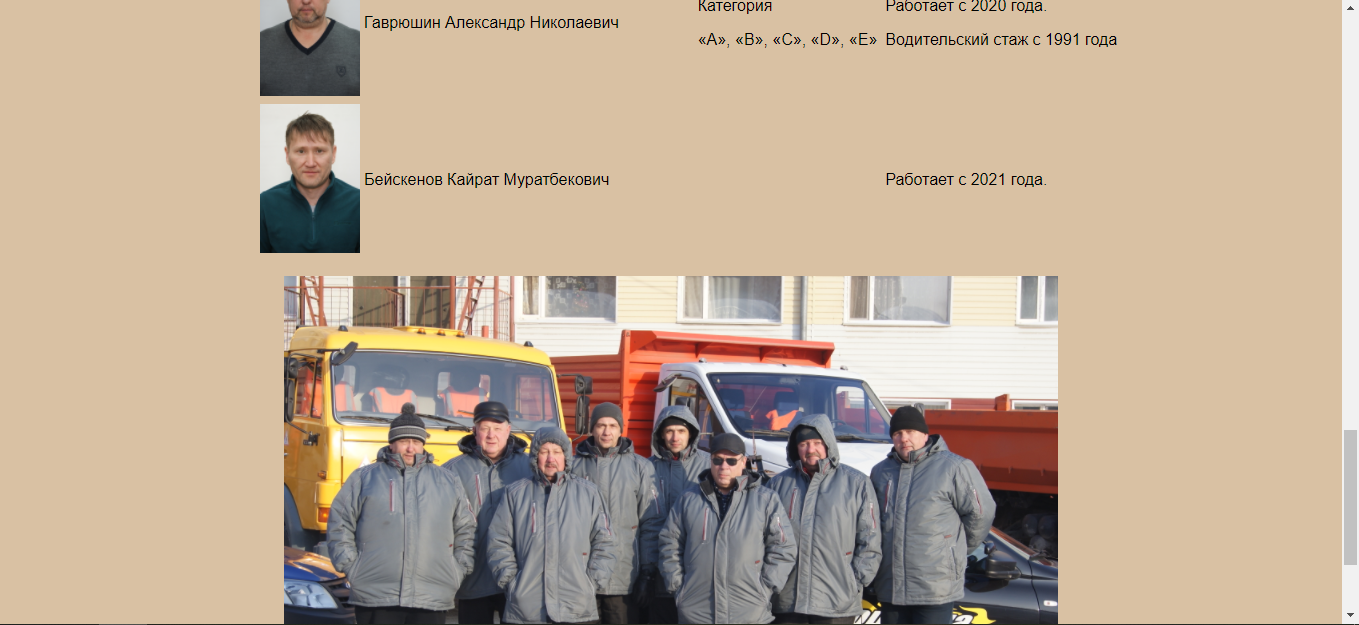 Гаврюшин Александр Николаевич
Категория
«А», «В», «С», «D», «Е»
Работает с 2020 года.
Водительский стаж с 1991 года
Бейскенов Кайрат Муратбекович
Работает с 2021 года.